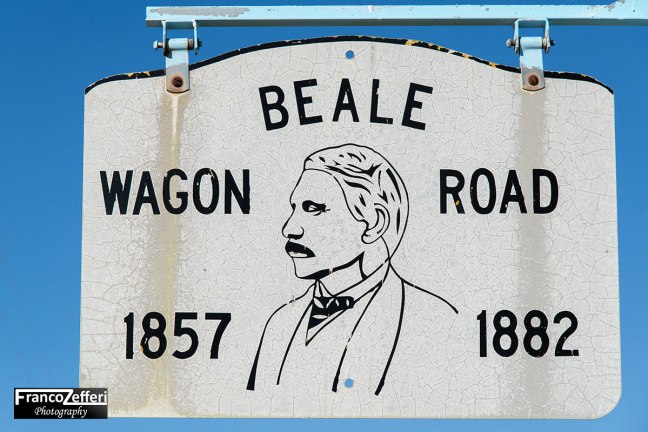 BEALE
WAGON ROAD
1857 1882.
FrancoZefferi
Photography